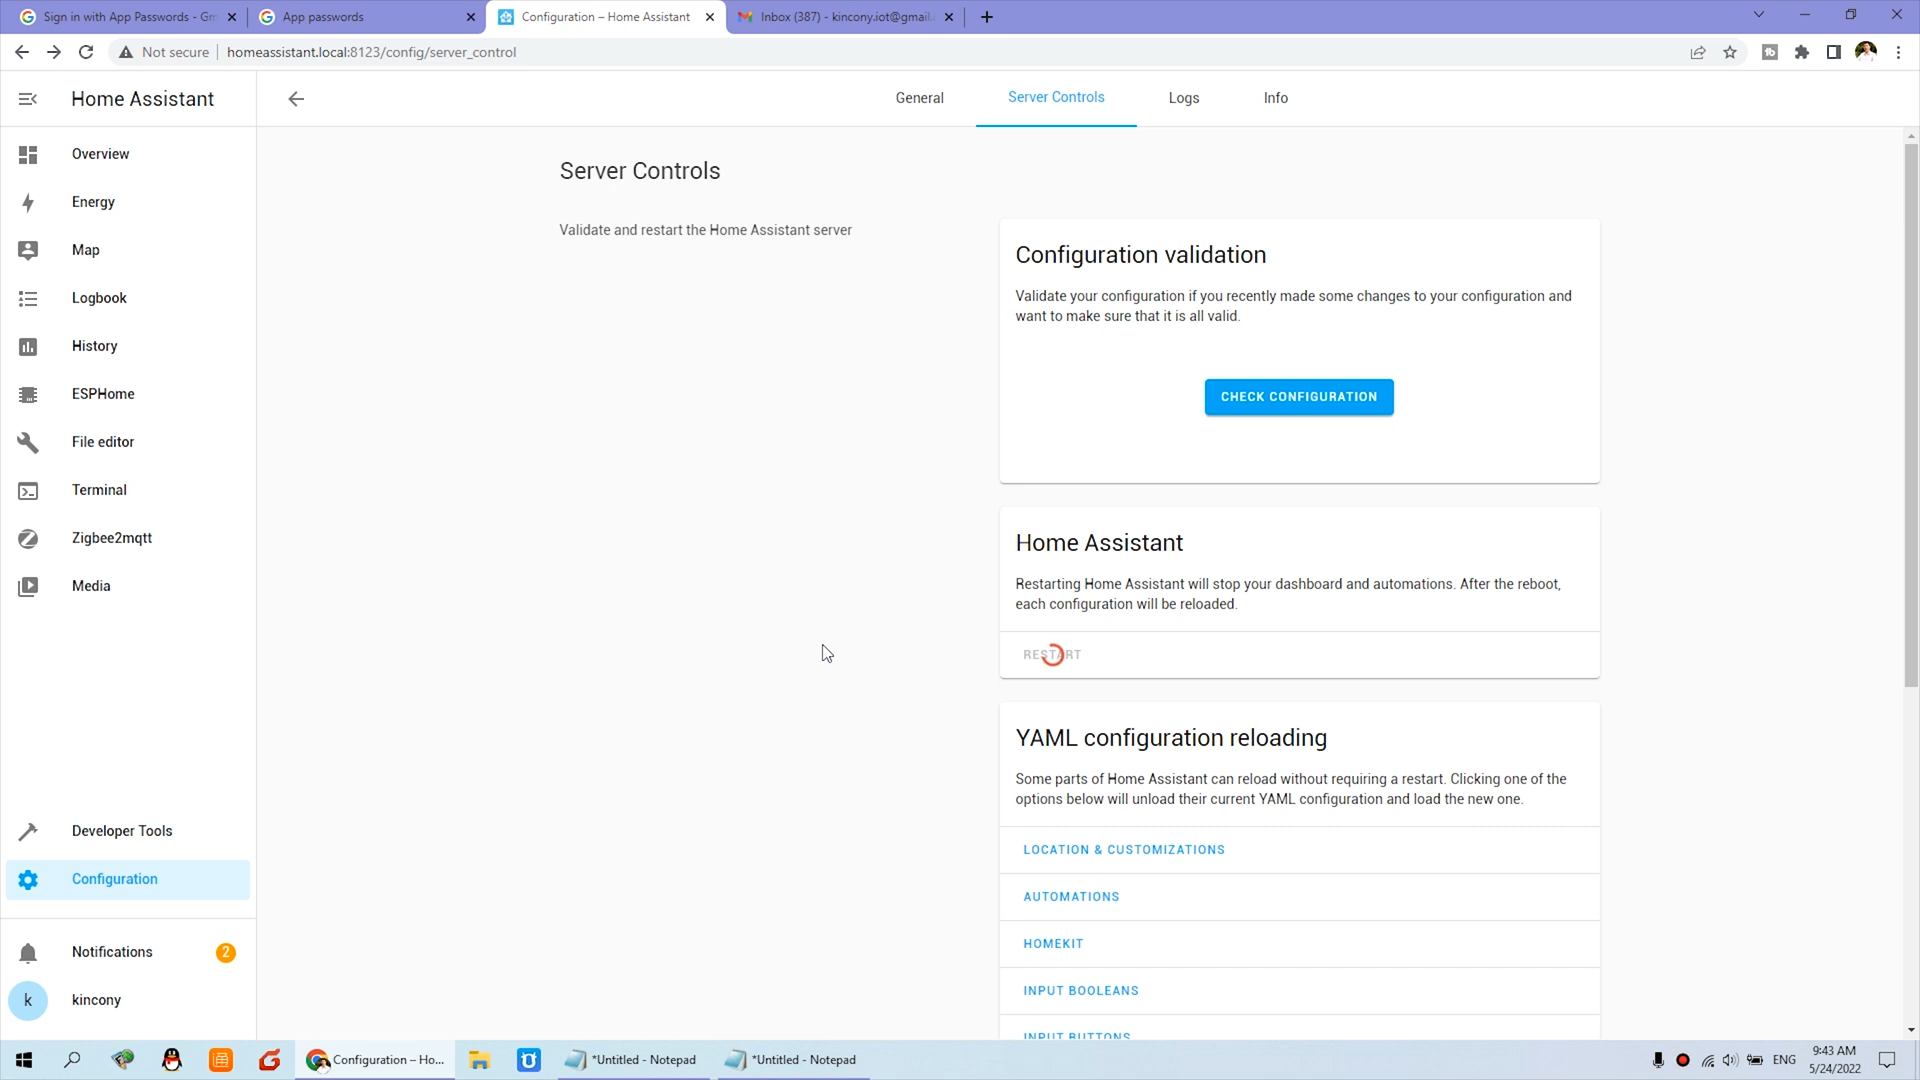 Sign in with App Passwords - Gm
App passwords
Configuration – Home Assistant
Inbox (387) - kincony.iot@gmail.
Not secure
homeassistant.local:8123/config/server_control
Home Assistant
General
Server Controls
Logs
Info
Overview
Energy
Map
Logbook
History
ESPHome
File editor
Terminal
Zigbee2mqtt
Media
Developer Tools
Configuration
Notifications
2
k
kincony
Server Controls
Validate and restart the Home Assistant server
Configuration validation
Validate your configuration if you recently made some changes to your configuration and
want to make sure that it is all valid.
CHECK CONFIGURATION
Home Assistant
Restarting Home Assistant will stop your dashboard and automations. After the reboot,
each configuration will be reloaded.
RESTART
YAML configuration reloading
Some parts of Home Assistant can reload without requiring a restart. Clicking one of the
options below will unload their current YAML configuration and load the new one.
LOCATION & CUSTOMIZATIONS
AUTOMATIONS
HOMEKIT
INPUT BOOLEANS
INPUT BUTTONS
Configuration – Ho...
*Untitled - Notepad
*Untitled - Notepad
ENG
9:43 AM
5/24/2022